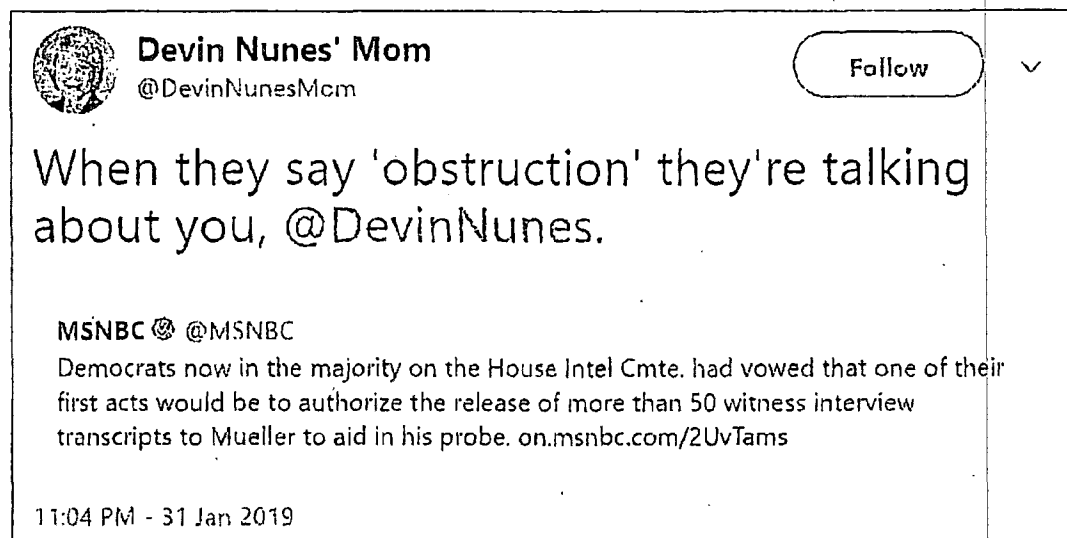 Devin Nunes' Mom
@DevinNunesMom
Follow
When they say 'obstruction' they're talking
about you, @DevinNunes.
MSNBC @MSNBC
Democrats now in the majority on the House Intel Cmte. had vowed that one of their
first acts would be to authorize the release of more than 50 witness interview
transcripts to Mueller to aid in his probe. on.msnbc.com/2UvTams
11:04 PM - 31 Jan 2019